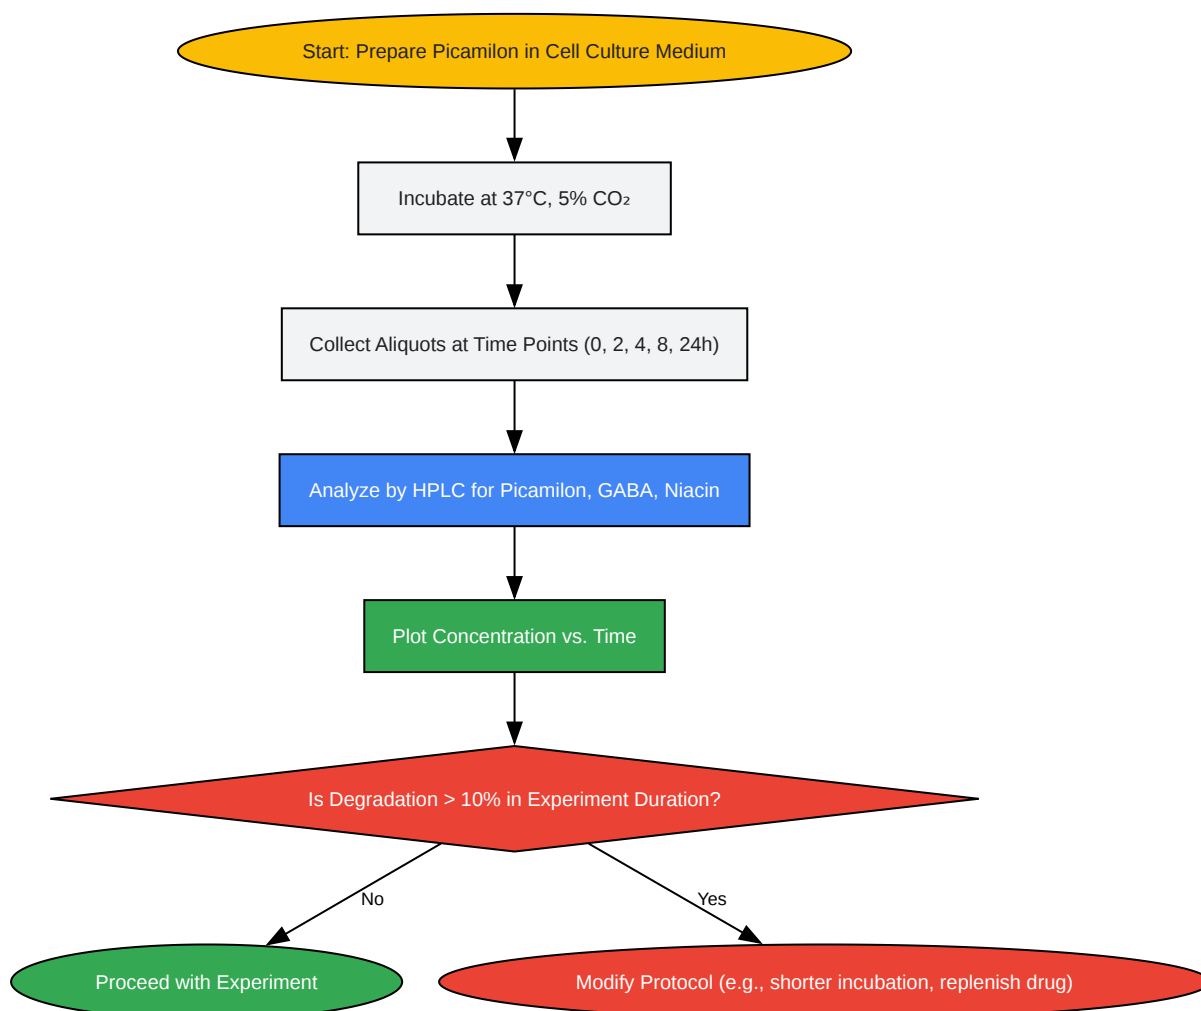 Start: Prepare Picamilon in Cell Culture Medium
Incubate at 37°C, 5% CO₂
Collect Aliquots at Time Points (0, 2, 4, 8, 24h)
Analyze by HPLC for Picamilon, GABA, Niacin
Plot Concentration vs. Time
Is Degradation > 10% in Experiment Duration?
No
Yes
Proceed with Experiment
Modify Protocol (e.g., shorter incubation, replenish drug)